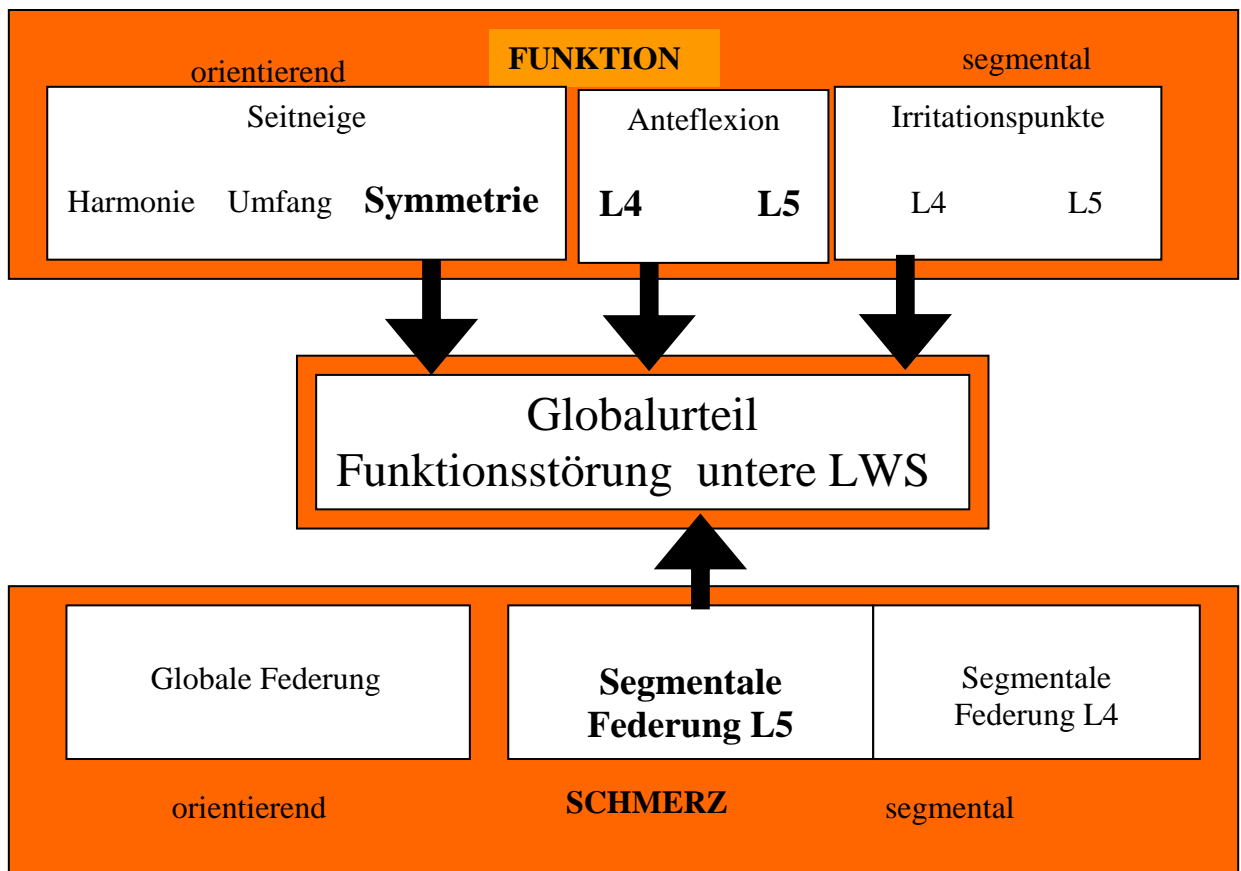 orientierend FUNKTION segmental
Seitneige
Harmonie Umfang Symmetrie
Anteflexion
L4 L5
Irritationspunkte
L4 L5
Globalurteil
Funktionsstörung untere LWS
Globale Federung
Segmentale
Federung L5
Segmentale
Federung L4
orientierend SCHMERZ segmental